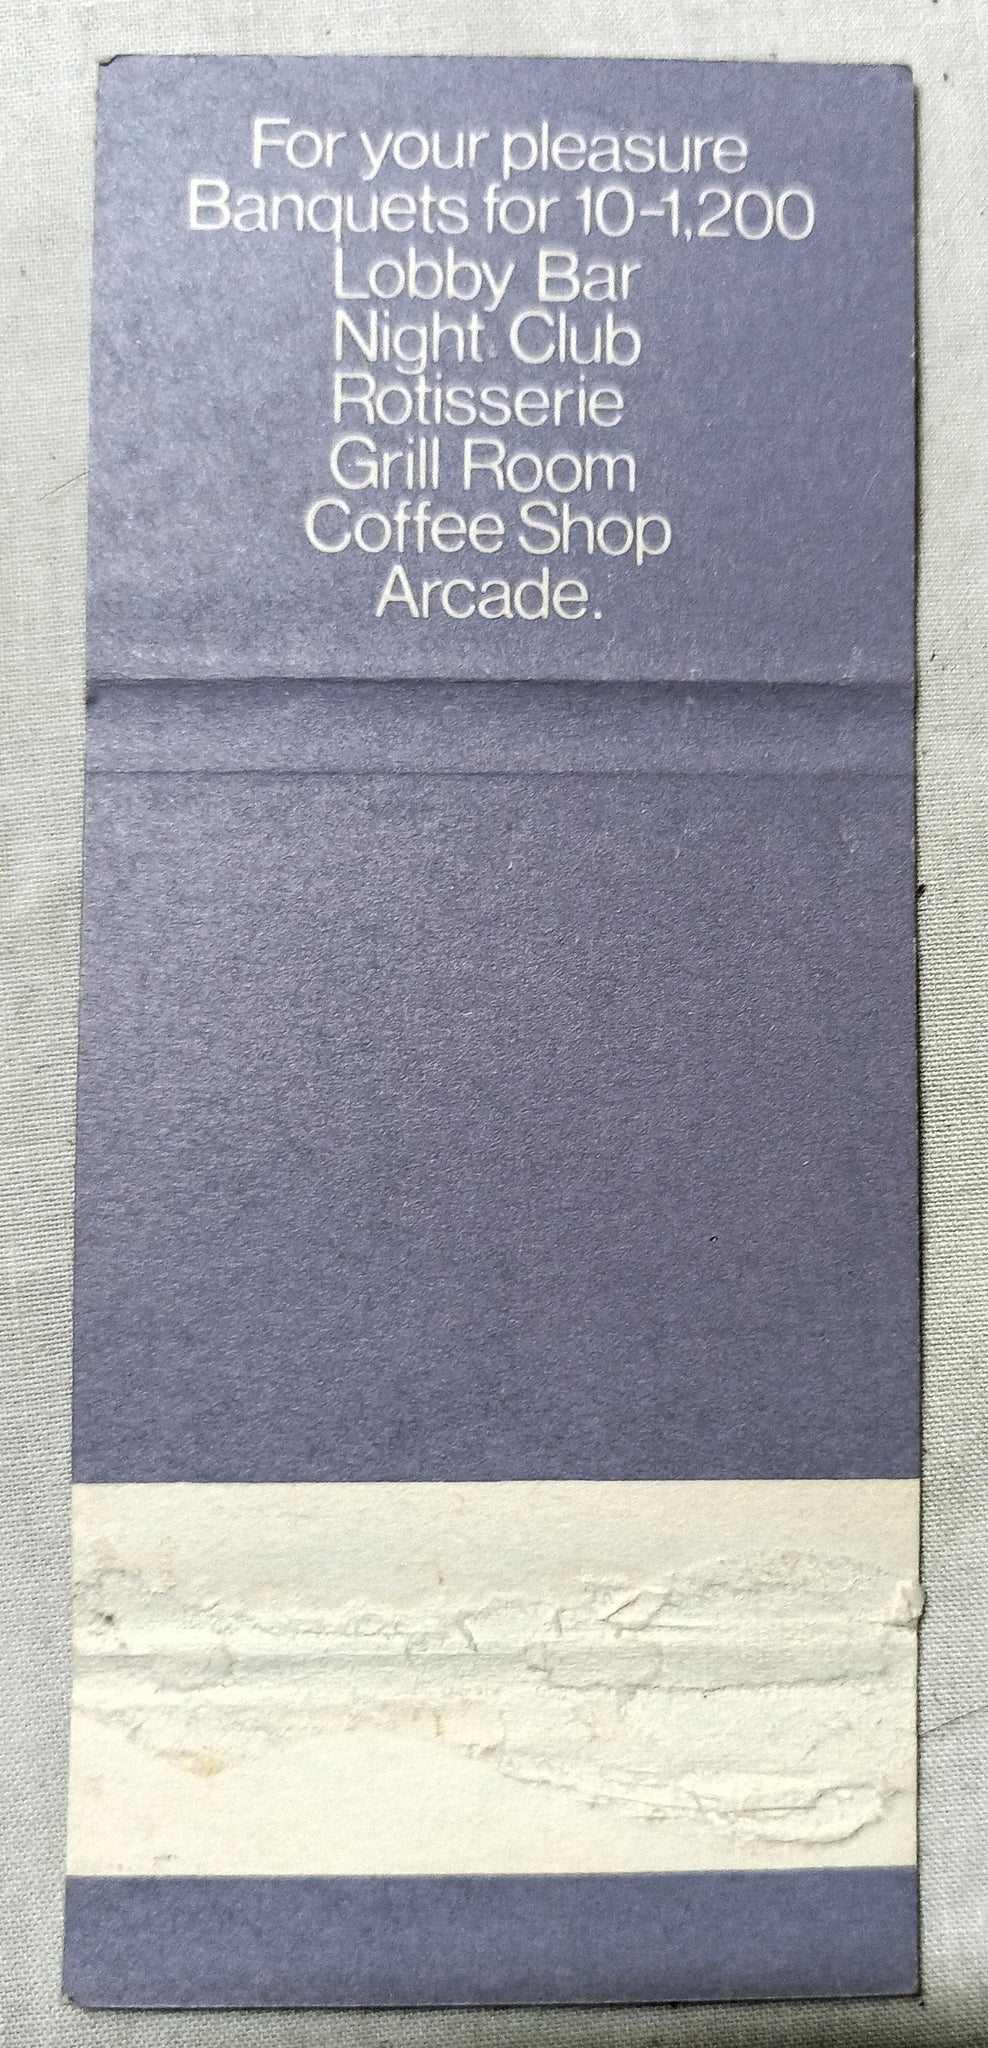 For your pleasure
Banquets for 10-1,200
Lobby Bar
Night Club
Rotisserie
Grill Room
Coffee Shop
Arcade.